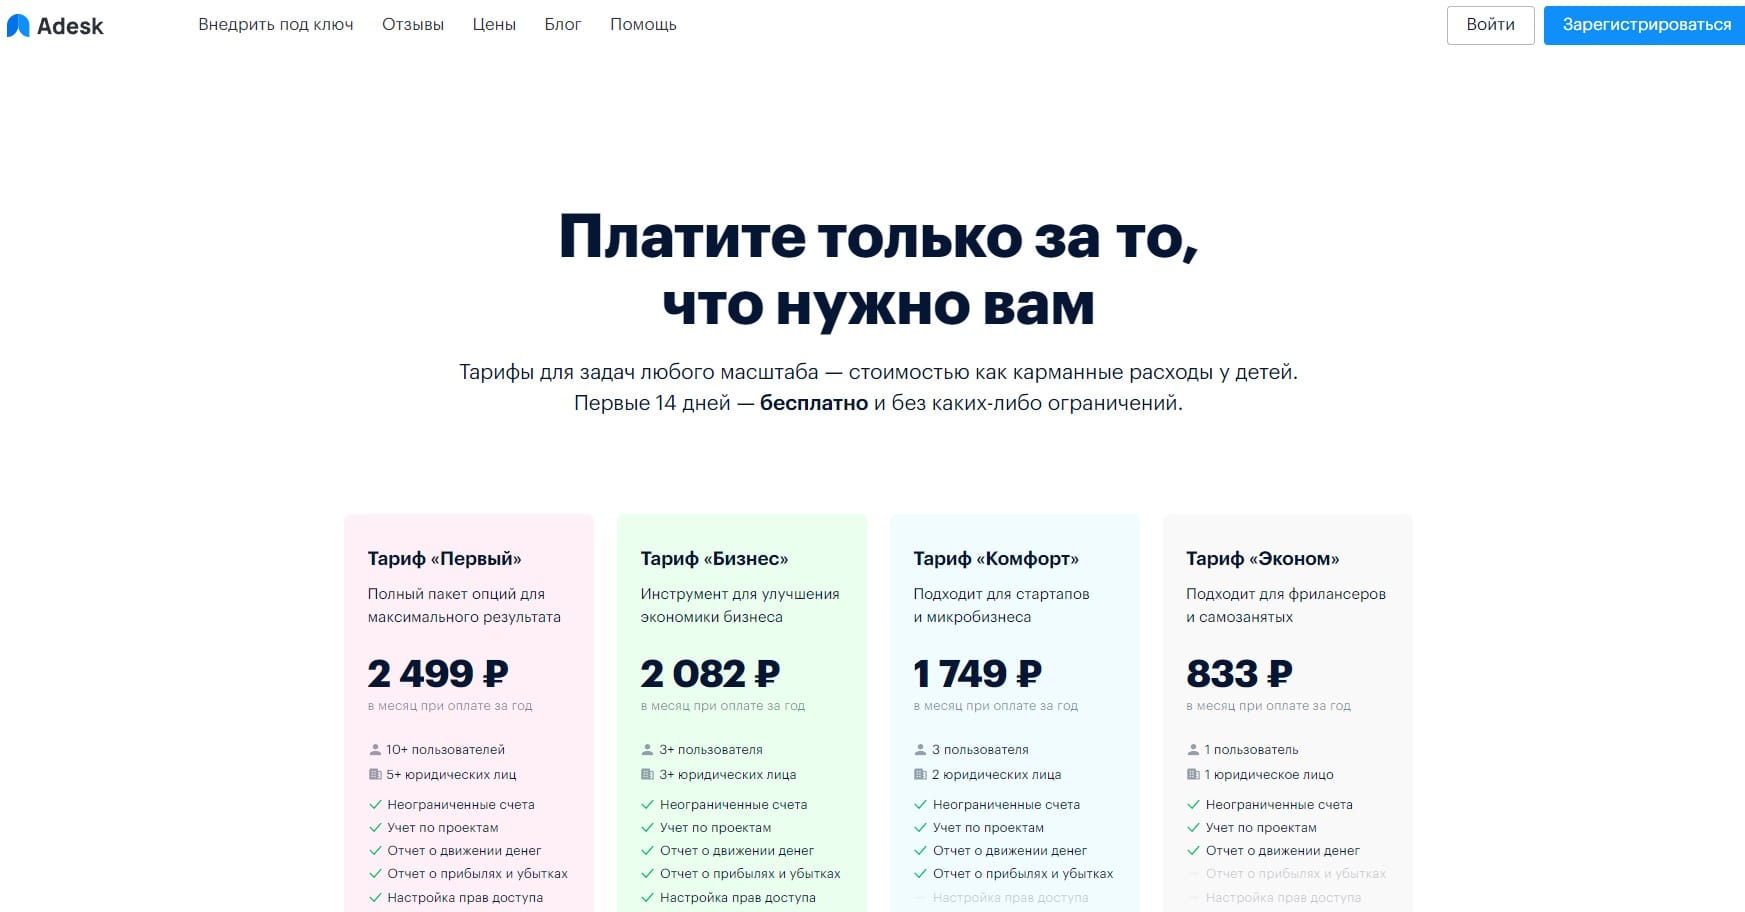 Adesk
Внедрить под ключ
Отзывы
Цены
Блог
Помощь
Войти
Зарегистрироваться
Платите только за то,
что нужно вам
Тарифы для задач любого масштаба — стоимостью как карманные расходы у детей.
Первые 14 дней — бесплатно и без каких-либо ограничений.
Тариф «Первый»
Полный пакет опций для
максимального результата
2 499 ₽
в месяц при оплате за год
10+ пользователей
5+ юридических лиц
Неограниченные счета
Учет по проектам
Отчет о движении денег
Отчет о прибылях и убытках
Настройка прав доступа
Тариф «Бизнес»
Инструмент для улучшения
экономики бизнеса
2 082 ₽
в месяц при оплате за год
3+ пользователя
3+ юридических лица
Неограниченные счета
Учет по проектам
Отчет о движении денег
Отчет о прибылях и убытках
Настройка прав доступа
Тариф «Комфорт»
Подходит для стартапов
и микробизнеса
1 749 ₽
в месяц при оплате за год
3 пользователя
2 юридических лица
Неограниченные счета
Учет по проектам
Отчет о движении денег
Отчет о прибылях и убытках
Настройка прав доступа
Тариф «Эконом»
Подходит для фрилансеров
и самозанятых
833 ₽
в месяц при оплате за год
1 пользователь
1 юридическое лицо
Неограниченные счета
Учет по проектам
Отчет о движении денег
Отчет о прибылях и убытках
Настройка прав доступа